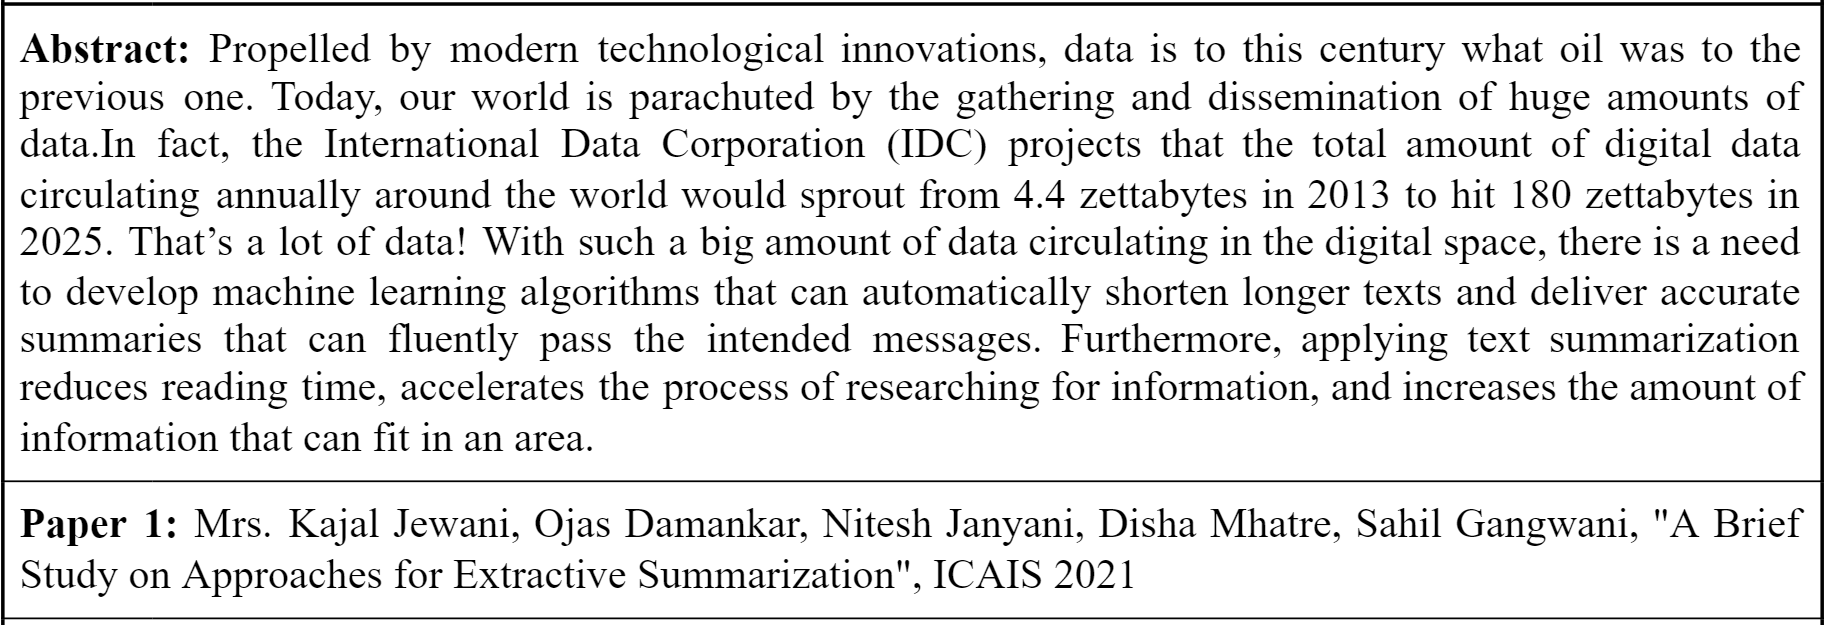 Abstract: Propelled by modern technological innovations, data is to this century what oil was to the
previous one. Today, our world is parachuted by the gathering and dissemination of huge amounts of
data.In fact, the International Data Corporation (IDC) projects that the total amount of digital data
circulating annually around the world would sprout from 4.4 zettabytes in 2013 to hit 180 zettabytes in
2025. That’s a lot of data! With such a big amount of data circulating in the digital space, there is a need
to develop machine learning algorithms that can automatically shorten longer texts and deliver accurate
summaries that can fluently pass the intended messages. Furthermore, applying text summarization
reduces reading time, accelerates the process of researching for information, and increases the amount of
information that can fit in an area.
Paper 1: Mrs. Kajal Jewani, Ojas Damankar, Nitesh Janyani, Disha Mhatre, Sahil Gangwani, "A Brief
Study on Approaches for Extractive Summarization", ICAIS 2021